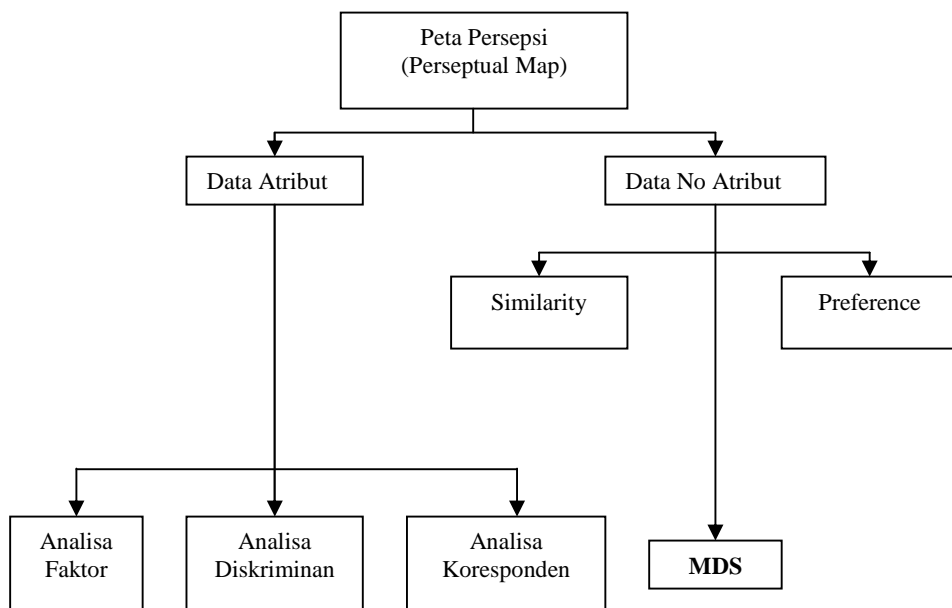 Peta Persepsi
(Perseptual Map)
Data Atribut
Data No Atribut
Similarity
Preference
Analisa
Faktor
Analisa
Diskriminan
Analisa
Koresponden
MDS